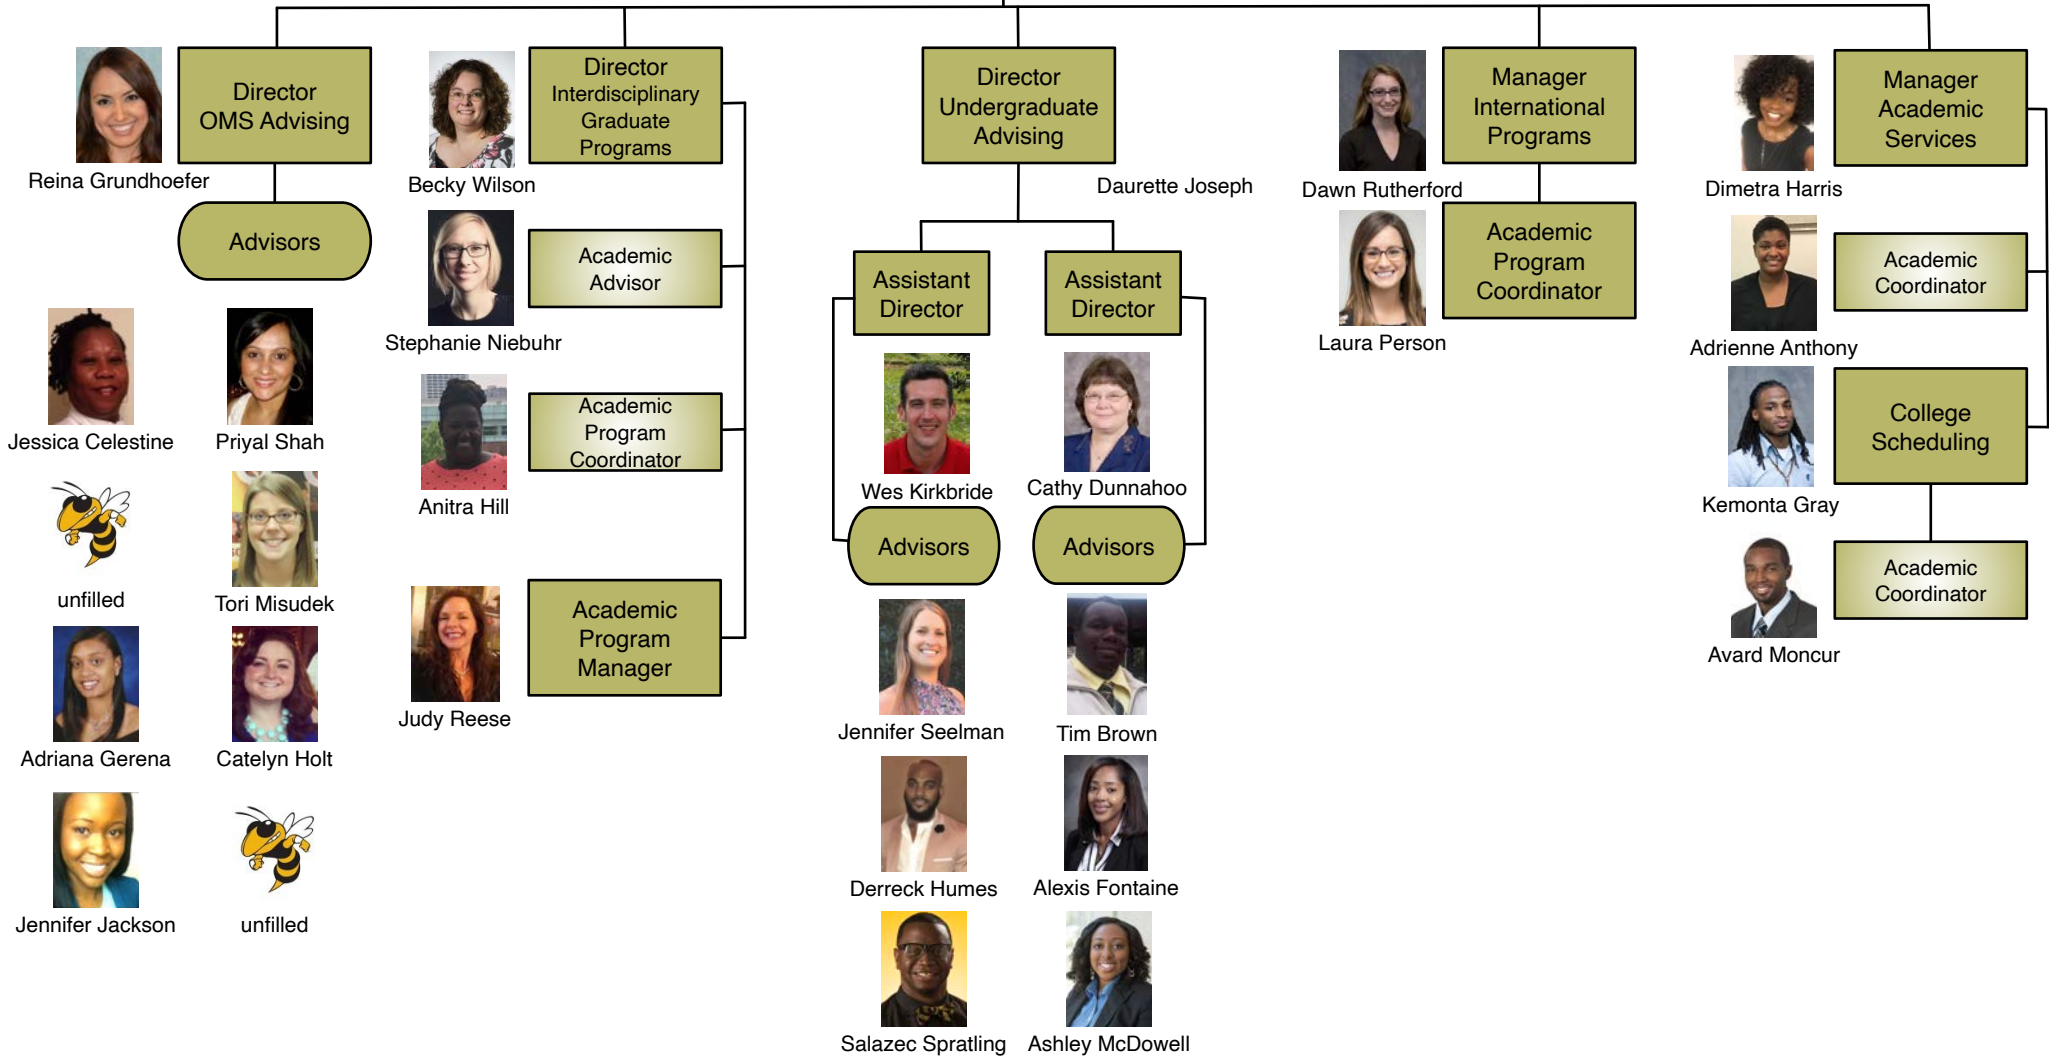 Director
OMS Advising
Reina Grundhoefer
Advisors
Jessica Celestine
Priyal Shah
unfilled
Tori Misudek
Adriana Gerena
Catelyn Holt
Jennifer Jackson
unfilled
Director
Interdisciplinary
Graduate
Programs
Becky Wilson
Academic
Advisor
Stephanie Niebuhr
Academic
Program
Coordinator
Anitra Hill
Academic
Program
Manager
Judy Reese
Director
Undergraduate
Advising
Daurette Joseph
Assistant
Director
Wes Kirkbride
Advisors
Jennifer Seelman
Derreck Humes
Salazec Spratling
Assistant
Director
Cathy Dunnahoo
Advisors
Tim Brown
Alexis Fontaine
Ashley McDowell
Manager
International
Programs
Dawn Rutherford
Academic
Program
Coordinator
Laura Person
Manager
Academic
Services
Dimetra Harris
Academic
Coordinator
Adrienne Anthony
College
Scheduling
Kemonta Gray
Academic
Coordinator
Avard Moncur